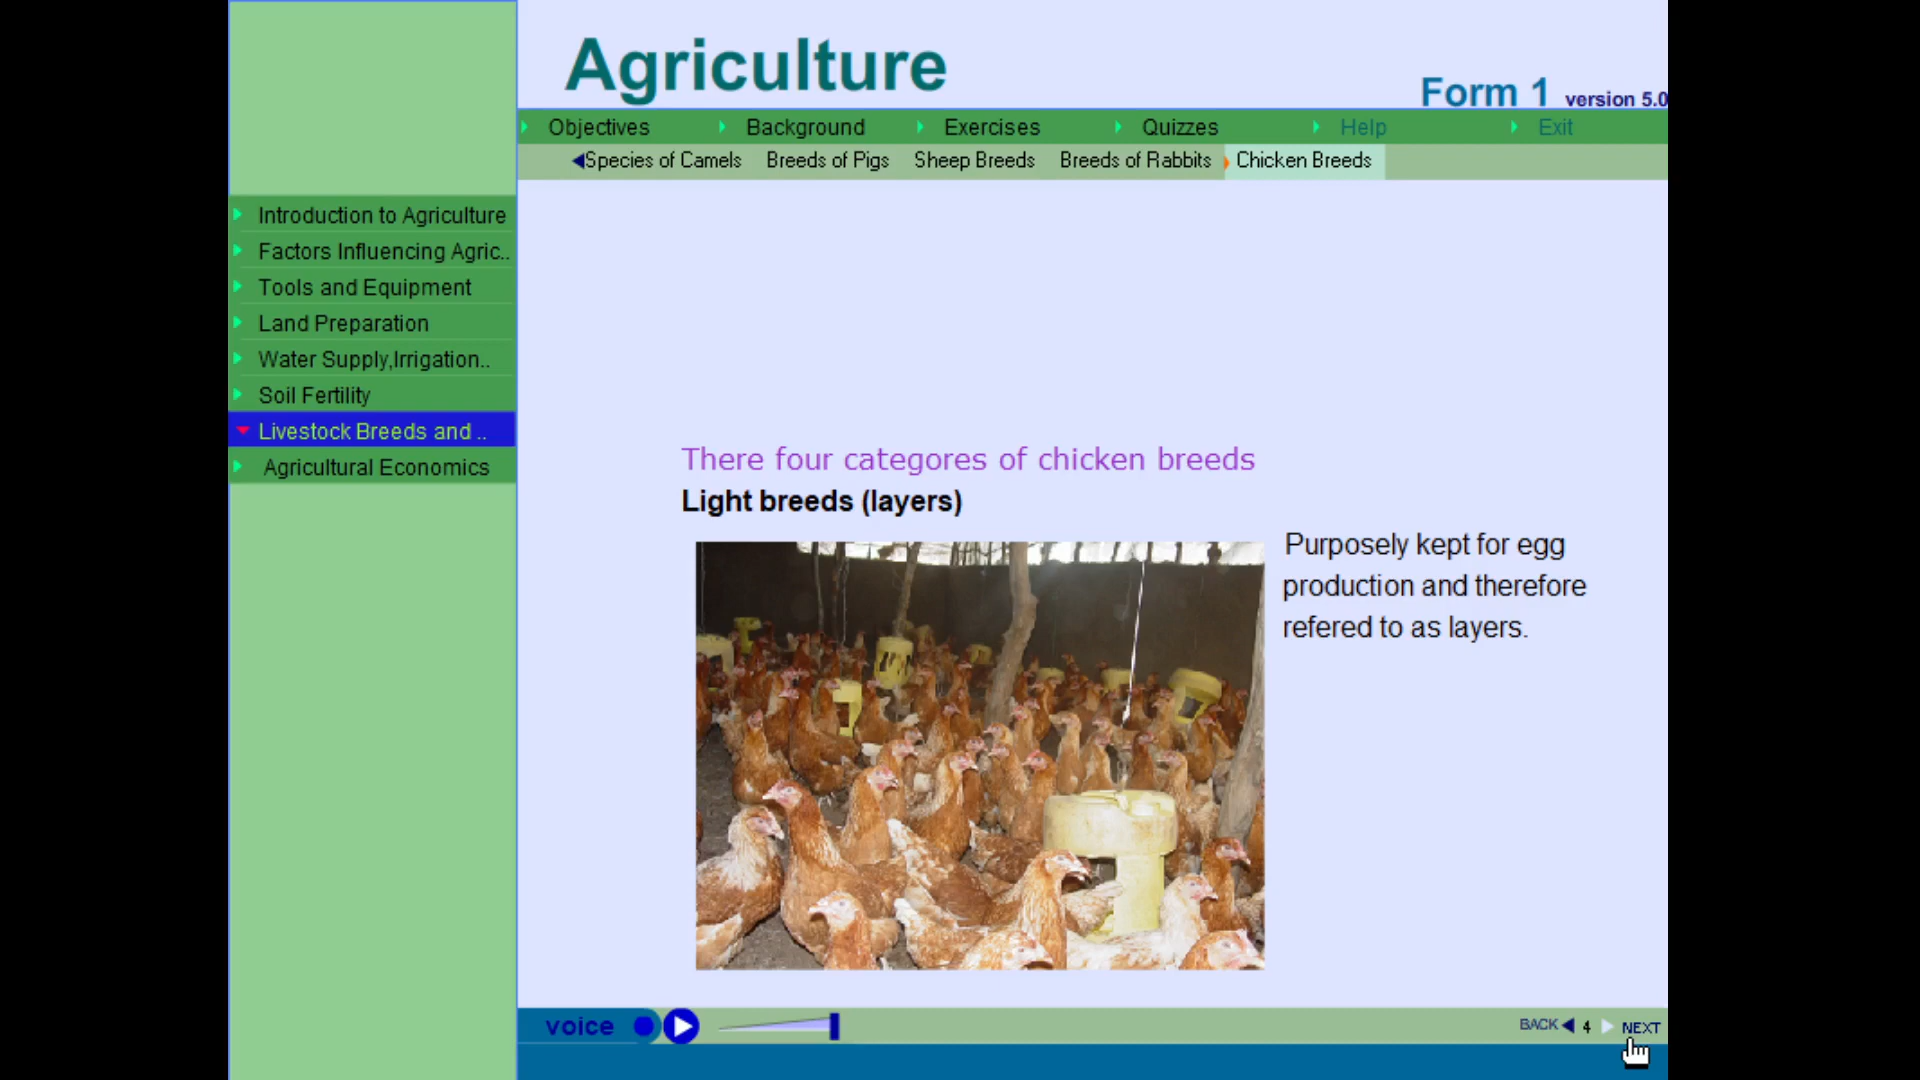 Agriculture
Form 1 version 5.0
Objectives Background Exercises Quizzes Help Exit
Species of Camels Breeds of Pigs Sheep Breeds Breeds of Rabbits Chicken Breeds
Introduction to Agriculture
Factors Influencing Agric..
Tools and Equipment
Land Preparation
Water Supply,Irrigation..
Soil Fertility
Livestock Breeds and ..
Agricultural Economics
There four categores of chicken breeds
Light breeds (layers)
Purposely kept for egg
production and therefore
refered to as layers.
voice
BACK 4 NEXT